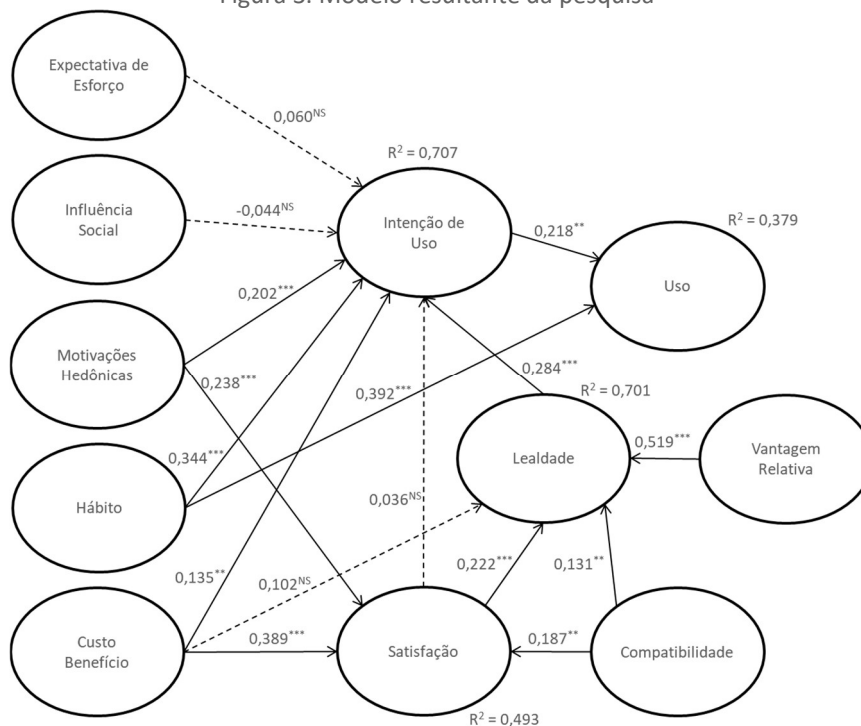 Figura 3. Modelo resultante da pesquisa
Expectativa de
Esforço
0,060NS
R2 = 0,707
Influência
Social
-0,044NS
Intenção de
Uso
0,218**
R2 = 0,379
Uso
0,202***
Motivações
Hedônicas
0,238***
0,392***
0,284***
R2 = 0,701
0,519***
Lealdade
Vantagem
Relativa
0,344***
Hábito
0,036NS
0,135**
0,102NS
0,222***
0,131**
Custo
Benefício
0,389***
Satisfação
0,187**
Compatibilidade
R2 = 0,493